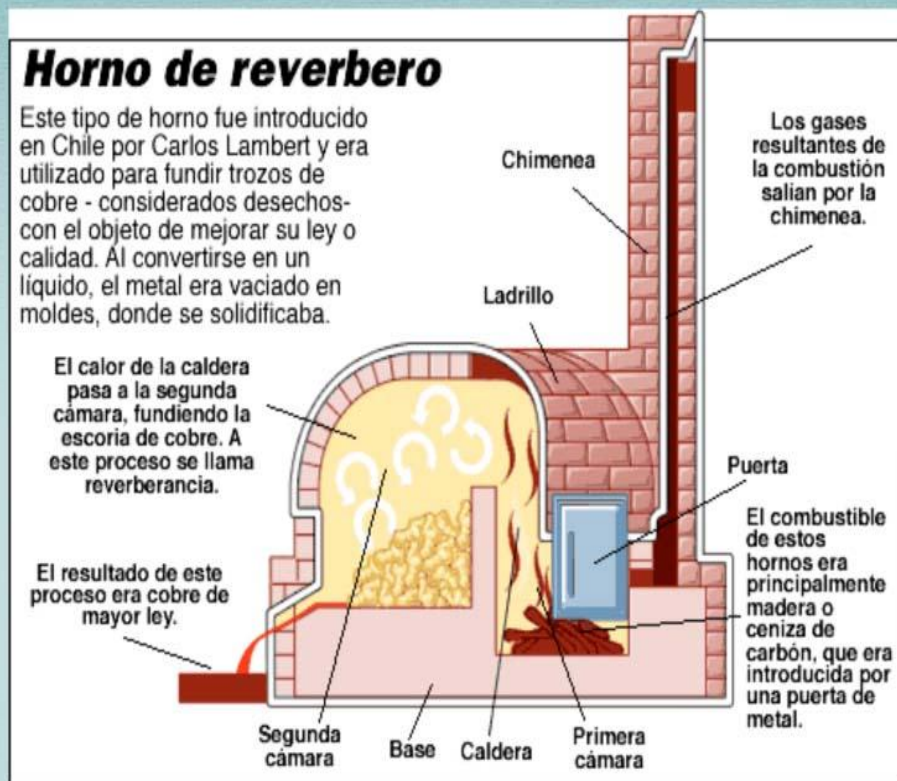 Horno de reverbero
Este tipo de horno fue introducido
en Chile por Carlos Lambert y era
utilizado para fundir trozos de
cobre - considerados desechos-
con el objeto de mejorar su ley o
calidad. Al convertirse en un
líquido, el metal era vaciado en
moldes, donde se solidificaba.
Chimenea
Los gases
resultantes de
la combustión
salian por la
chimenea.
Ladrillo
El calor de la caldera
pasa a la segunda
cámara, fundiendo la
escoria de cobre. A
este proceso se llama
reverberancia.
Puerta
El combustible
de estos
hornos era
principalmente
madera o
ceniza de
carbón, que era
introducida por
una puerta de
metal.
El resultado de este
proceso era cobre de
mayor ley.
Segunda
cámara
Base
Caldera
Primera
cámara